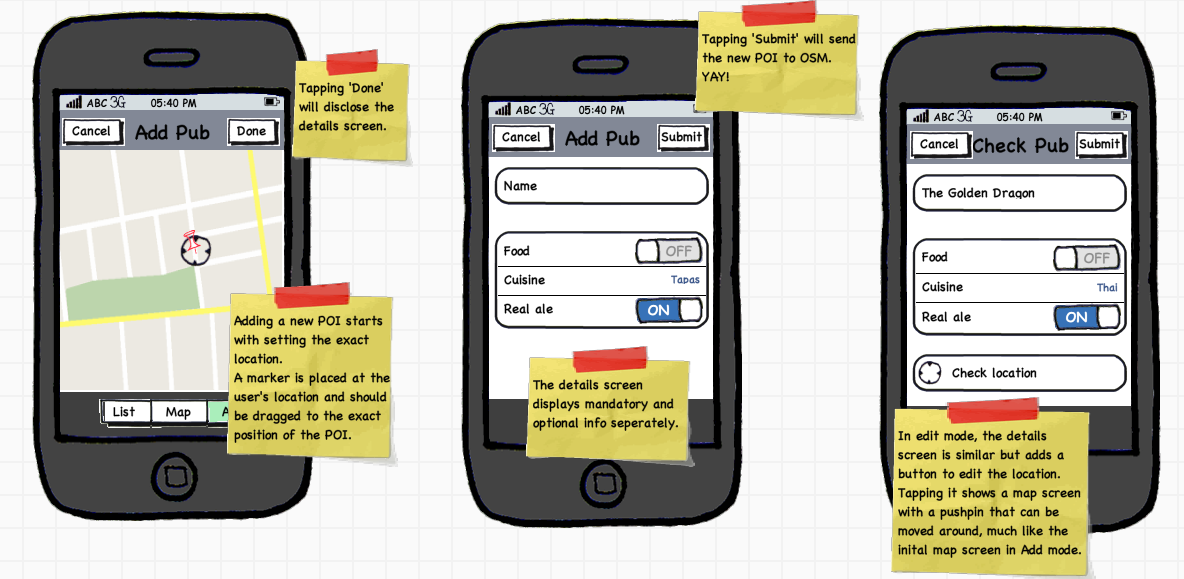 ABC 3G 05:40 PM
Cancel Add Pub Done
List Map A
Tapping 'Done'
will disclose the
details screen.
Adding a new POI starts
with setting the exact
location.
A marker is placed at the
user's location and should
be dragged to the exact
position of the POI.
ABC 3G 05:40 PM
Cancel Add Pub Submit
Name
Food OFF
Cuisine Tapas
Real ale ON
Tapping 'Submit' will send
the new POI to OSM.
YAY!
The details screen
displays mandatory and
optional info seperately.
ABC 3G 05:40 PM
Cancel Check Pub Submit
The Golden Dragon
Food OFF
Cuisine Thai
Real ale ON
Check location
In edit mode, the details
screen is similar but adds a
button to edit the location.
Tapping it shows a map screen
with a pushpin that can be
moved around, much like the
inital map screen in Add mode.